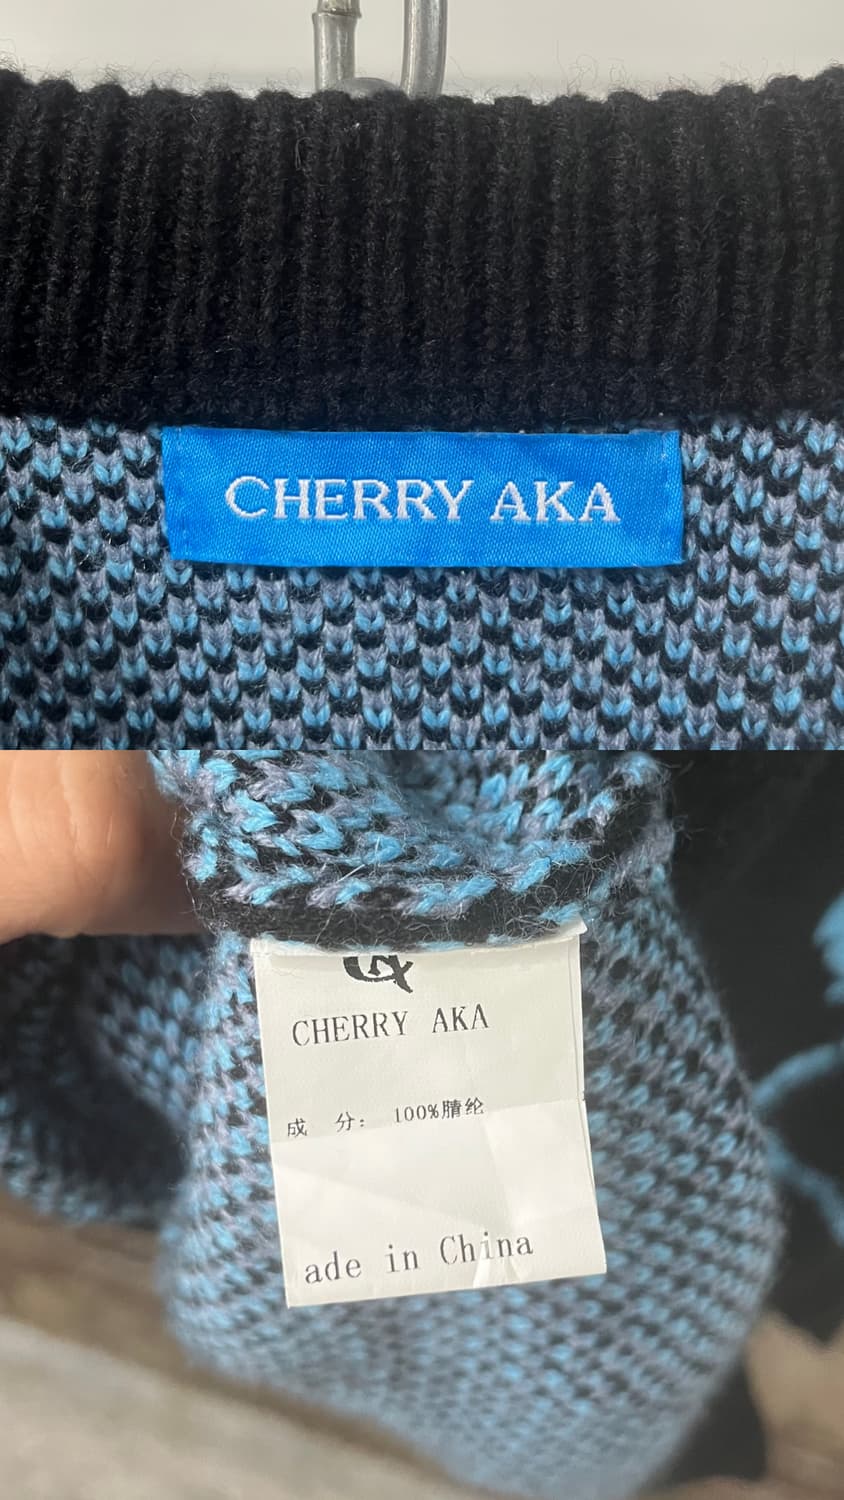 CHERRY AKA
CHERRY AKA
成 分: 100%腈纶
ade in China